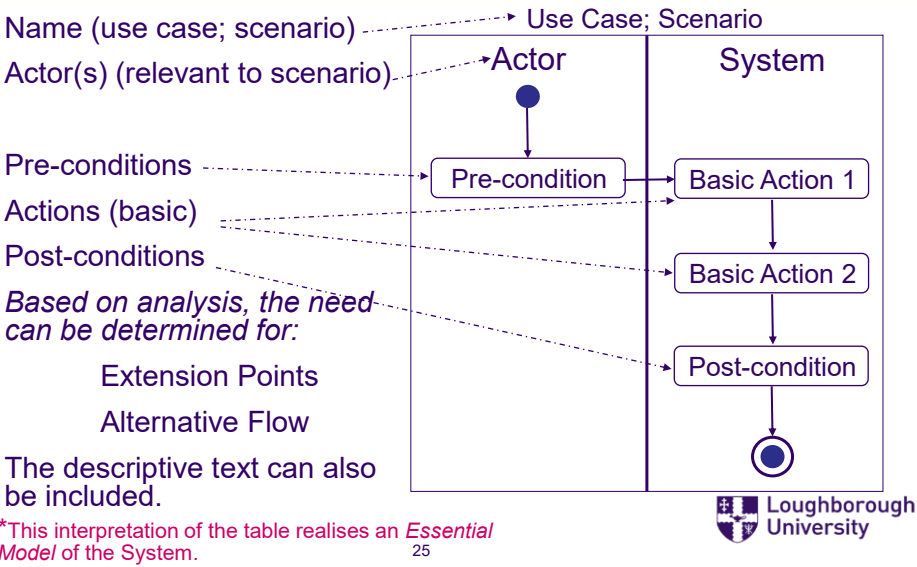 Name (use case; scenario)
Use Case; Scenario
Actor(s) (relevant to scenario)
Actor
System
Pre-conditions
Pre-condition
Basic Action 1
Actions (basic)
Post-conditions
Basic Action 2
Based on analysis, the need
can be determined for:
Extension Points
Post-condition
Alternative Flow
The descriptive text can also
be included.
*This interpretation of the table realises an Essential
Model of the System.
25
Loughborough
University